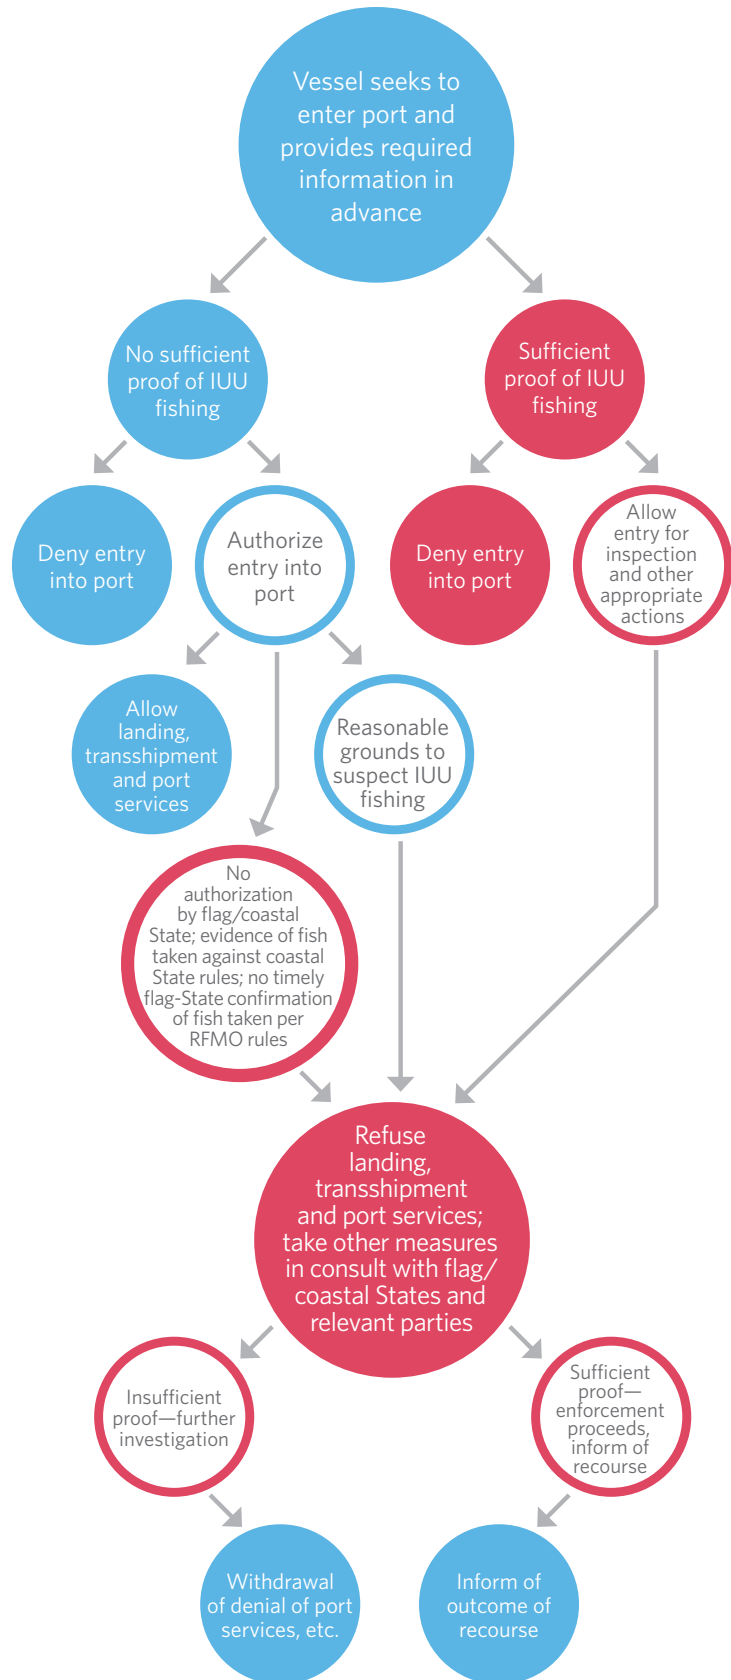 Vessel seeks to
enter port and
provides required
information in
advance
No sufficient
proof of IUU
fishing
Sufficient
proof of IUU
fishing
Deny entry
into port
Authorize
entry into
port
Deny entry
into port
Allow
entry for
inspection
and other
appropriate
actions
Allow
landing,
transshipment
and port
services
Reasonable
grounds to
suspect IUU
fishing
No
authorization
by flag/coastal
State; evidence of fish
taken against coastal
State rules; no timely
flag-State confirmation
of fish taken per
RFMO rules
Refuse
landing,
transshipment
and port services;
take other measures
in consult with flag/
coastal States and
relevant parties
Insufficient
proof—further
investigation
Sufficient
proof—
enforcement
proceeds,
inform of
recourse
Withdrawal
of denial of port
services, etc.
Inform of
outcome of
recourse